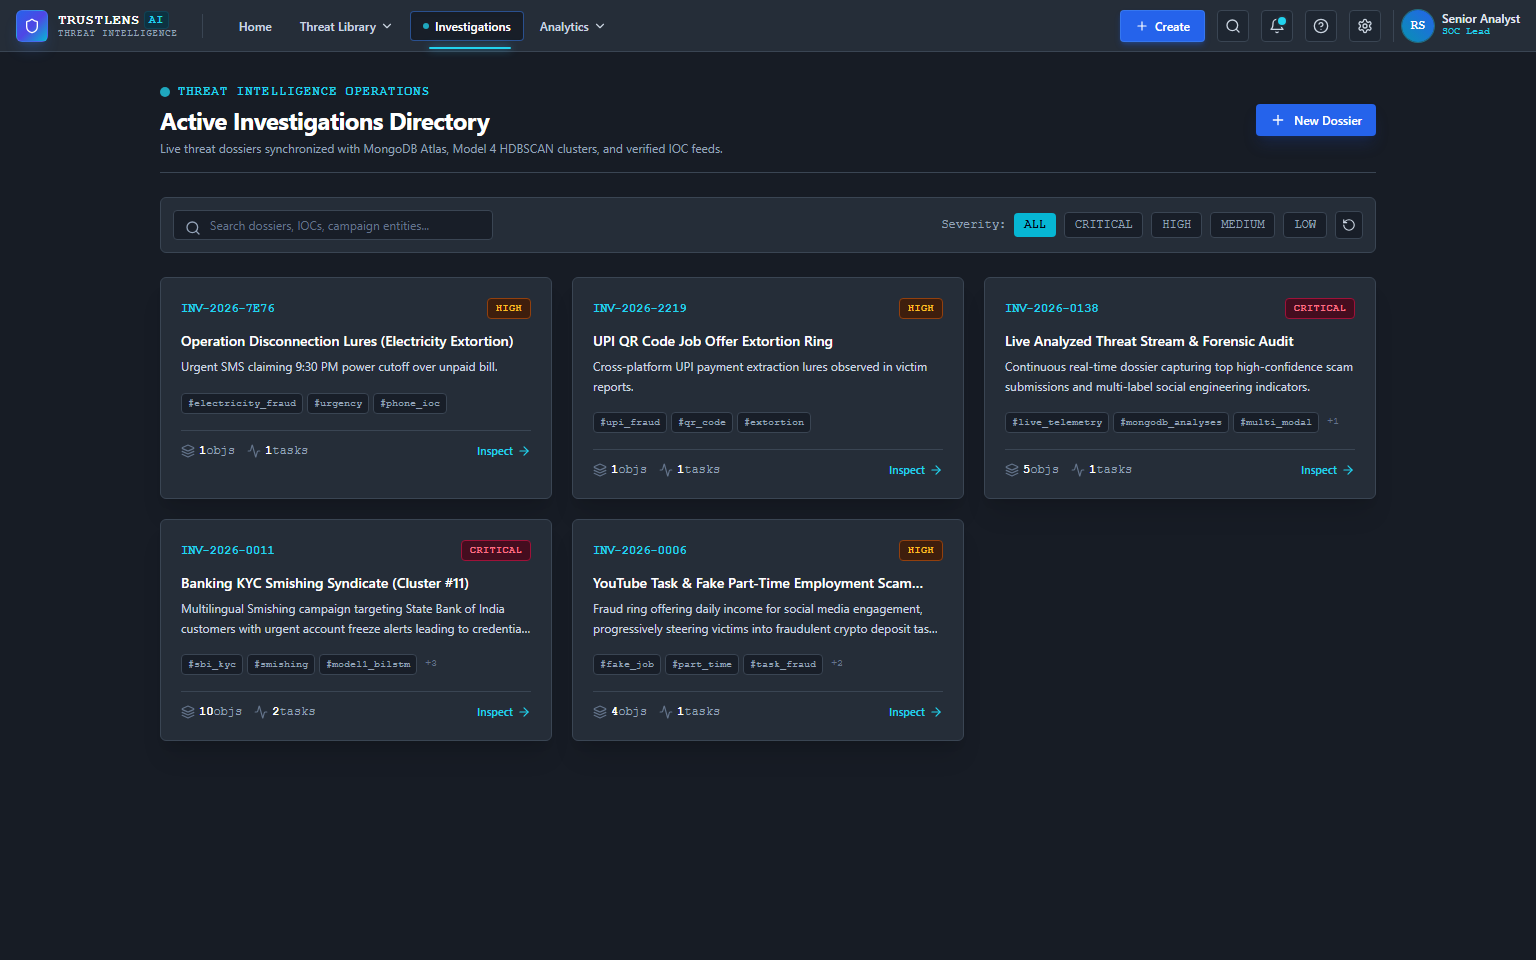 TRUSTLENS AI
THREAT INTELLIGENCE
Home
Threat Library
Investigations
Analytics
Create
RS
Senior Analyst
SOC Lead
THREAT INTELLIGENCE OPERATIONS
Active Investigations Directory
Live threat dossiers synchronized with MongoDB Atlas, Model 4 HDBSCAN clusters, and verified IOC feeds.
New Dossier
Search dossiers, IOCs, campaign entities...
Severity: ALL CRITICAL HIGH MEDIUM LOW
INV-2026-7E76 HIGH
Operation Disconnection Lures (Electricity Extortion)
Urgent SMS claiming 9:30 PM power cutoff over unpaid bill.
#electricity_fraud #urgency #phone_ioc
1objs 1tasks Inspect
INV-2026-2219 HIGH
UPI QR Code Job Offer Extortion Ring
Cross-platform UPI payment extraction lures observed in victim
reports.
#upi_fraud #qr_code #extortion
1objs 1tasks Inspect
INV-2026-0138 CRITICAL
Live Analyzed Threat Stream & Forensic Audit
Continuous real-time dossier capturing top high-confidence scam
submissions and multi-label social engineering indicators.
#live_telemetry #mongodb_analyses #multi_modal +1
5objs 1tasks Inspect
INV-2026-0011 CRITICAL
Banking KYC Smishing Syndicate (Cluster #11)
Multilingual Smishing campaign targeting State Bank of India
customers with urgent account freeze alerts leading to credentia...
#sbi_kyc #smishing #model1_bilstm +3
10objs 2tasks Inspect
INV-2026-0006 HIGH
YouTube Task & Fake Part-Time Employment Scam...
Fraud ring offering daily income for social media engagement,
progressively steering victims into fraudulent crypto deposit tas...
#fake_job #part_time #task_fraud +2
4objs 1tasks Inspect